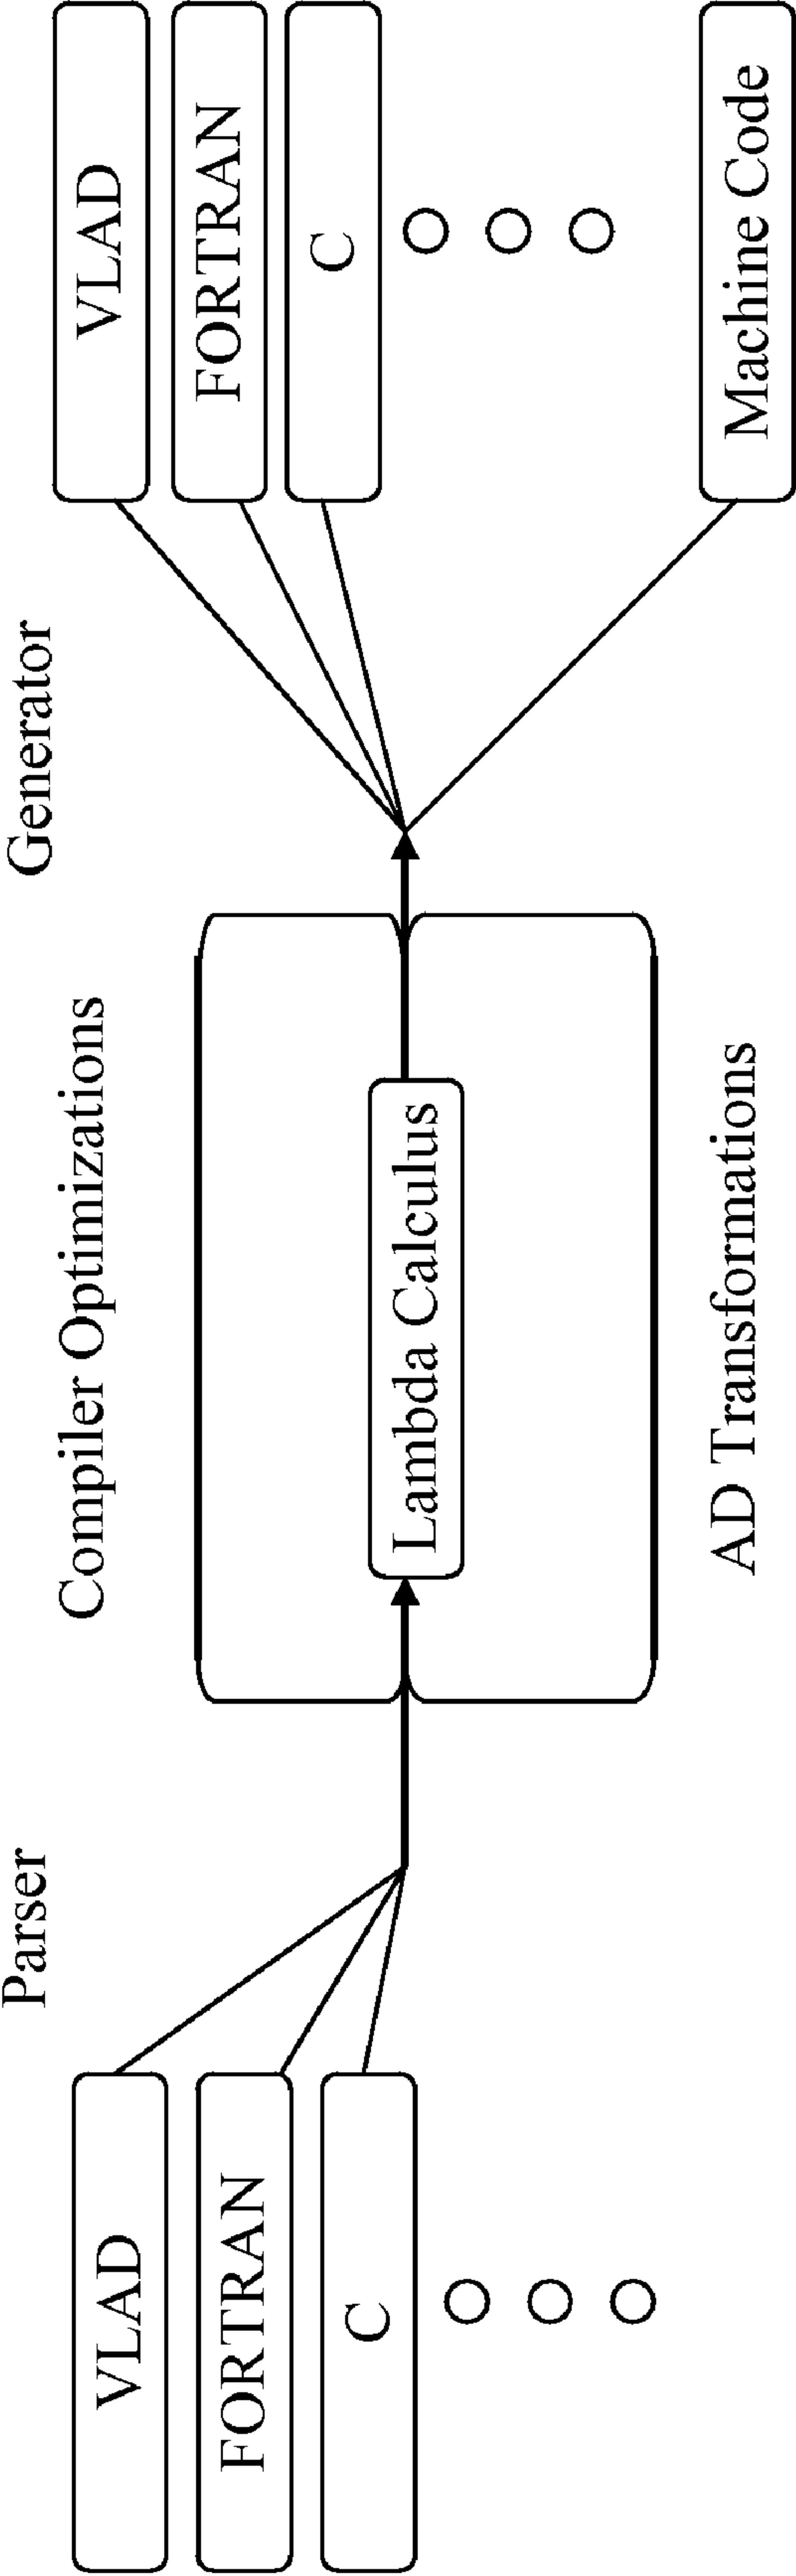 Parser
VLAD
FORTRAN
C
Compiler Optimizations
Lambda Calculus
AD Transformations
Generator
VLAD
FORTRAN
C
Machine Code